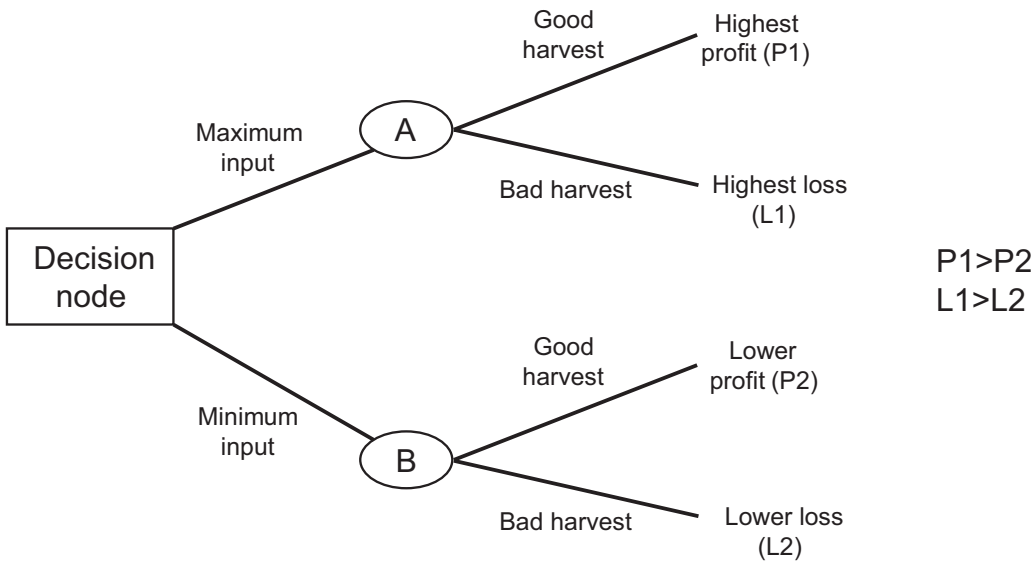 Good
harvest
Highest
profit (P1)
Maximum
input
A
Bad harvest
Highest loss
(L1)
Decision
node
P1>P2
L1>L2
Good
harvest
Lower
profit (P2)
Minimum
input
B
Bad harvest
Lower loss
(L2)